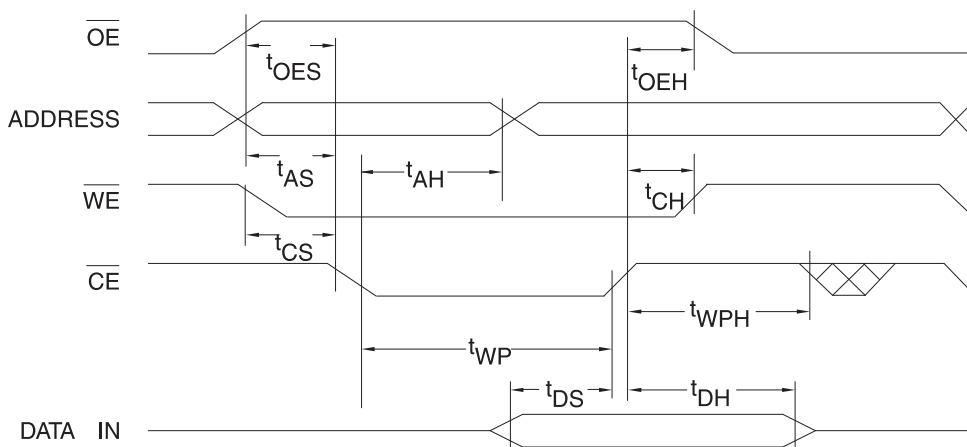 OE
tOES
tOEH
ADDRESS
tAS
tAH
WE
tCH
tCS
CE
tWPH
tWP
tDS
tDH
DATA IN